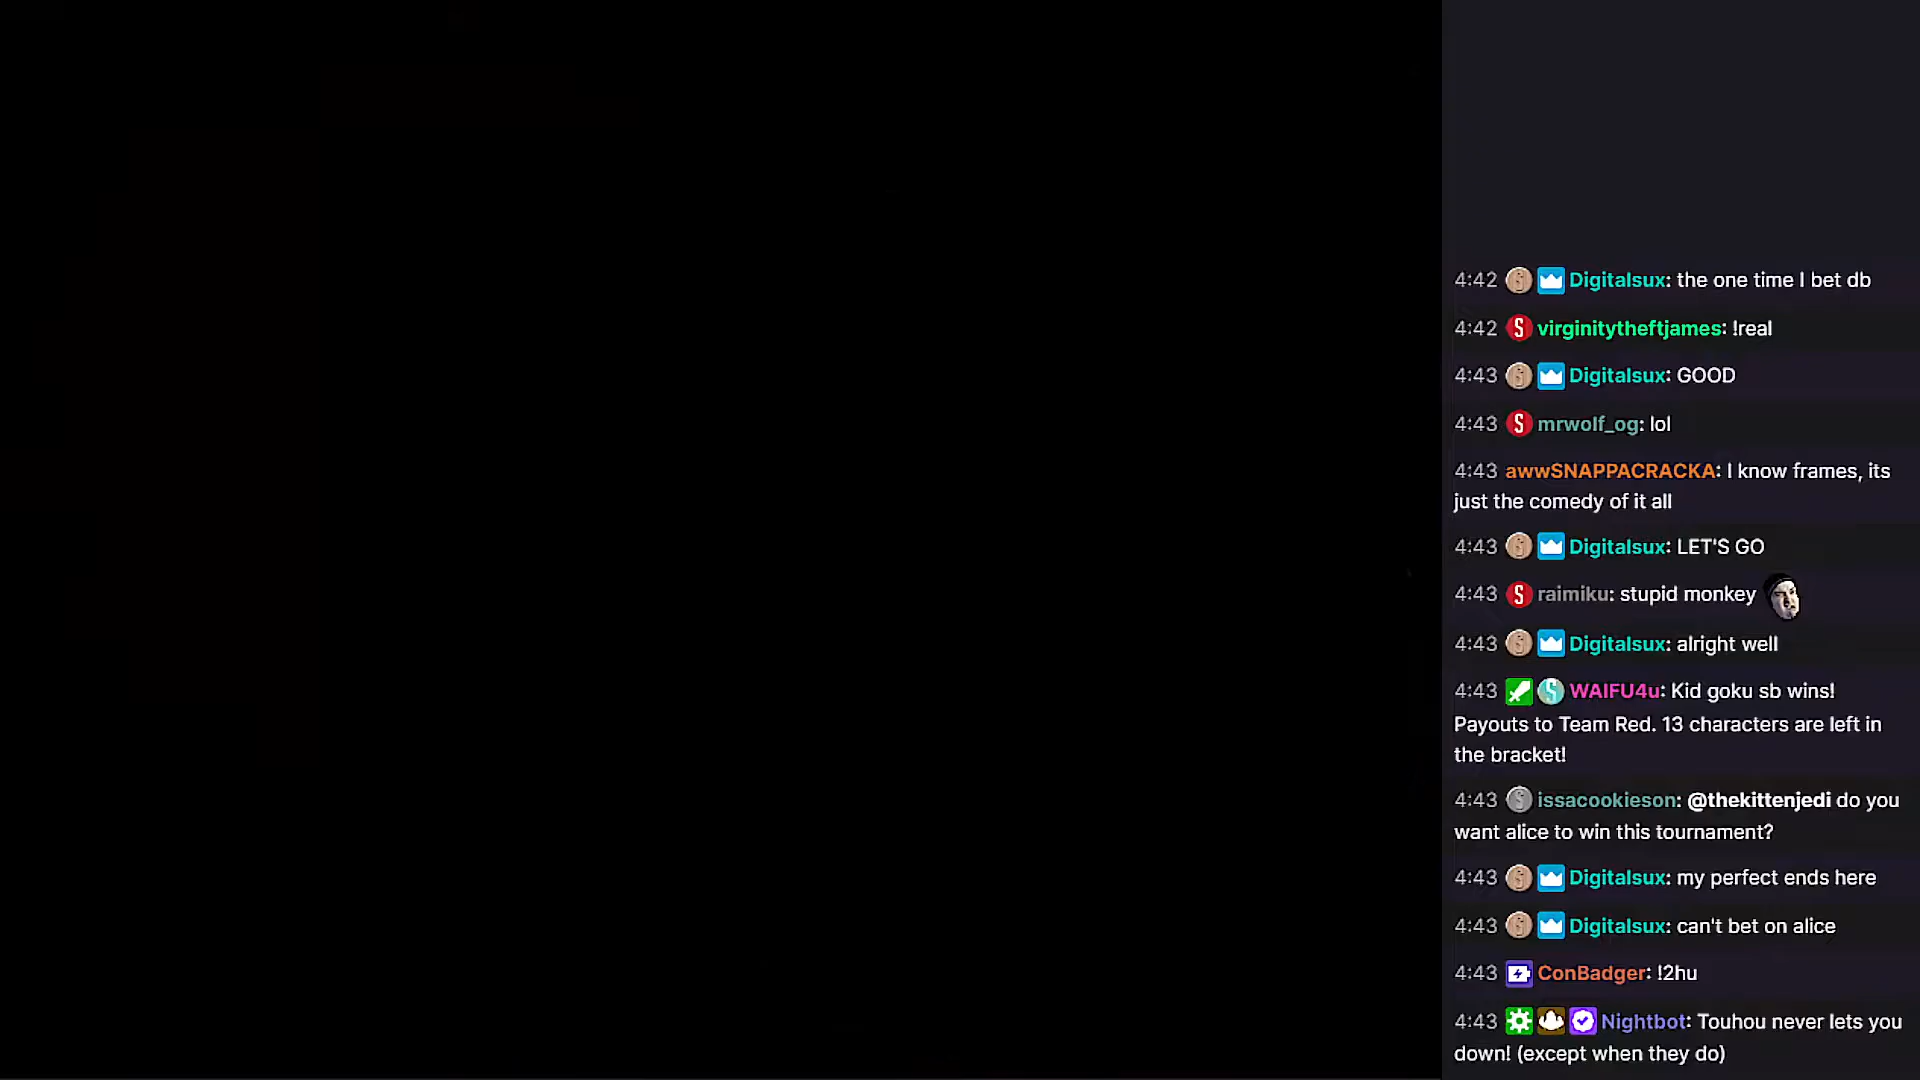 4:42 Digitalsux: the one time I bet db
4:42 virginitytheftjames: !real
4:43 Digitalsux: GOOD
4:43 mrwolf_og: lol
4:43 awwSNAPPACRACKA: I know frames, its
just the comedy of it all
4:43 Digitalsux: LET'S GO
4:43 raimiku: stupid monkey
4:43 Digitalsux: alright well
4:43 WAIFU4u: Kid goku sb wins!
Payouts to Team Red. 13 characters are left in
the bracket!
4:43 issacookieson: @thekittenjedi do you
want alice to win this tournament?
4:43 Digitalsux: my perfect ends here
4:43 Digitalsux: can't bet on alice
4:43 ConBadger: !2hu
4:43 Nightbot: Touhou never lets you
down! (except when they do)